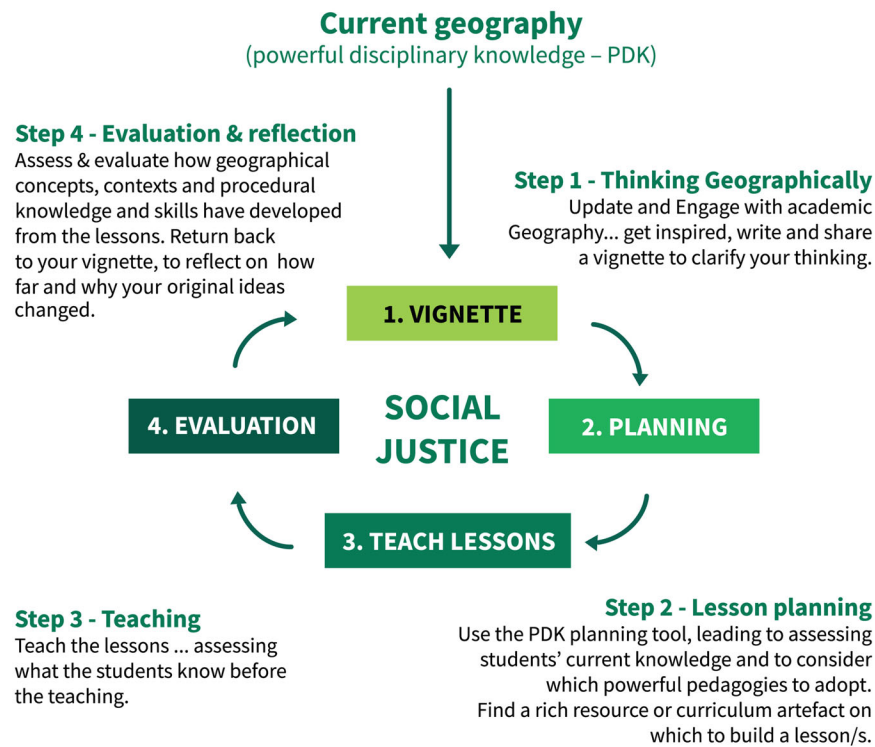 Current geography
(powerful disciplinary knowledge – PDK)
Step 4 - Evaluation & reflection
Assess & evaluate how geographical
concepts, contexts and procedural
knowledge and skills have developed
from the lessons. Return back
to your vignette, to reflect on how
far and why your original ideas
changed.
Step 1 - Thinking Geographically
Update and Engage with academic
Geography... get inspired, write and share
a vignette to clarify your thinking.
1. VIGNETTE
4. EVALUATION
SOCIAL
JUSTICE
2. PLANNING
3. TEACH LESSONS
Step 3 - Teaching
Teach the lessons ... assessing
what the students know before
the teaching.
Step 2 - Lesson planning
Use the PDK planning tool, leading to assessing
students’ current knowledge and to consider
which powerful pedagogies to adopt.
Find a rich resource or curriculum artefact on
which to build a lesson/s.